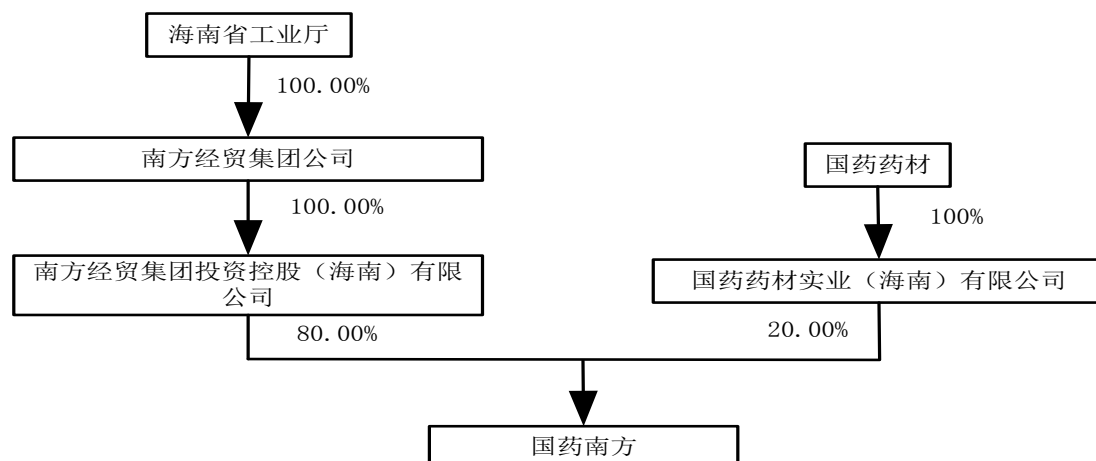 海南省工业厅
100.00%
南方经贸集团公司
国药药材
100.00%
100%
南方经贸集团投资控股（海南）有限
公司
国药药材实业（海南）有限公司
80.00%
20.00%
国药南方